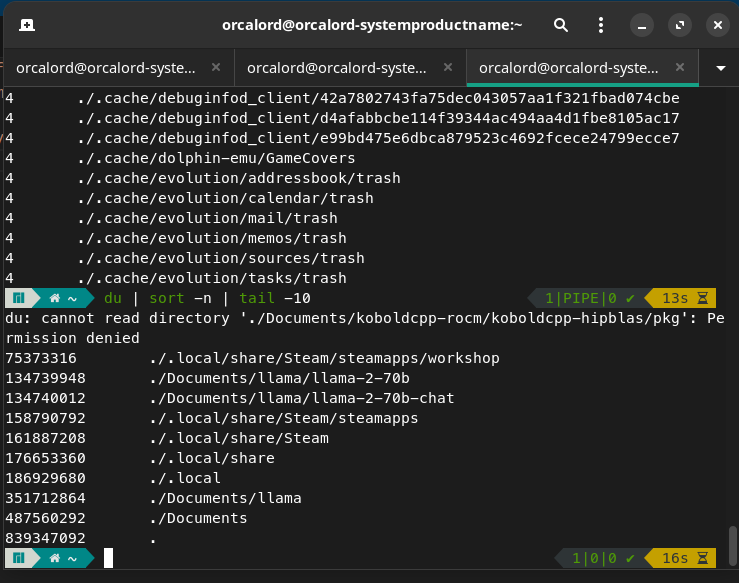 orcalord@orcalord-systemproductname:~
orcalord@orcalord-syste... × orcalord@orcalord-syste... × orcalord@orcalord-syste... ×
4 ./.cache/debuginfod_client/42a7802743fa75dec043057aa1f321fbad074cbe
4 ./.cache/debuginfod_client/d4afabbcbe114f39344ac494aa4d1fbe8105ac17
4 ./.cache/debuginfod_client/e99bd475e6dbca879523c4692fcece24799ecce7
4 ./.cache/dolphin-emu/GameCovers
4 ./.cache/evolution/addressbook/trash
4 ./.cache/evolution/calendar/trash
4 ./.cache/evolution/mail/trash
4 ./.cache/evolution/memos/trash
4 ./.cache/evolution/sources/trash
4 ./.cache/evolution/tasks/trash
~ du | sort -n | tail -10 1|PIPE|0 ✔ 13s
du: cannot read directory './Documents/koboldcpp-rocm/koboldcpp-hipblas/pkg': Pe
rmission denied
75373316 ./.local/share/Steam/steamapps/workshop
134739948 ./Documents/llama/llama-2-70b
134740012 ./Documents/llama/llama-2-70b-chat
158790792 ./.local/share/Steam/steamapps
161887208 ./.local/share/Steam
176653360 ./.local/share
186929680 ./.local
351712864 ./Documents/llama
487560292 ./Documents
839347092 .
~ 1|0|0 ✔ 16s